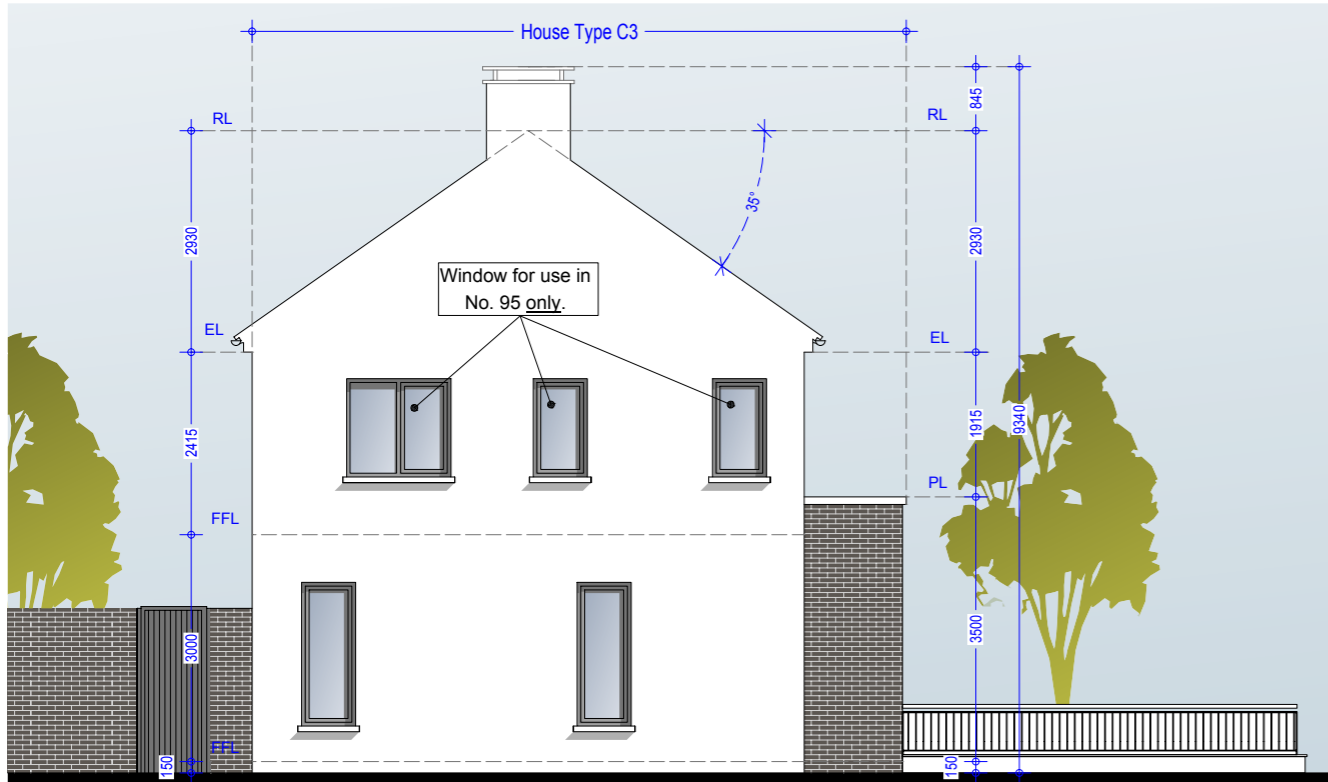 House Type C3
845
RL
RL
35°
2930
2930
Window for use in
No. 95 only.
EL
EL
2415
1915
9340
PL
FFL
3000
3500
FFL
150
150